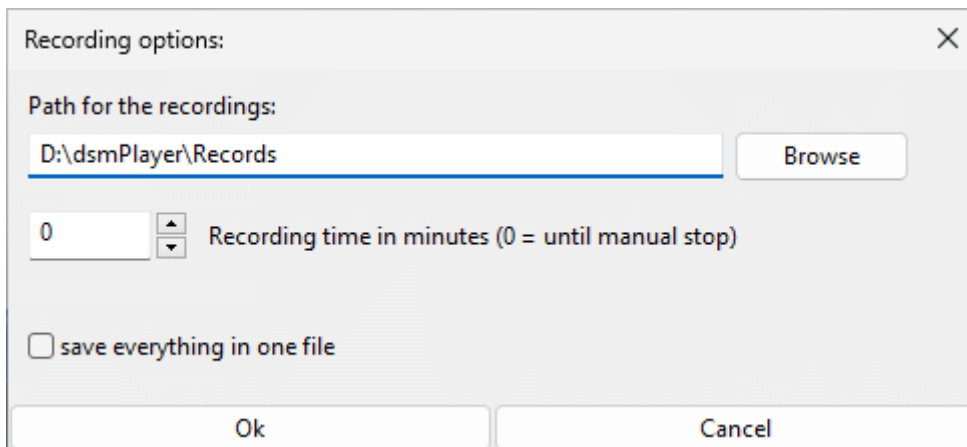 Recording options:
Path for the recordings:
D:\dsmPlayer\Records
Browse
0
Recording time in minutes (0 = until manual stop)
save everything in one file
Ok
Cancel